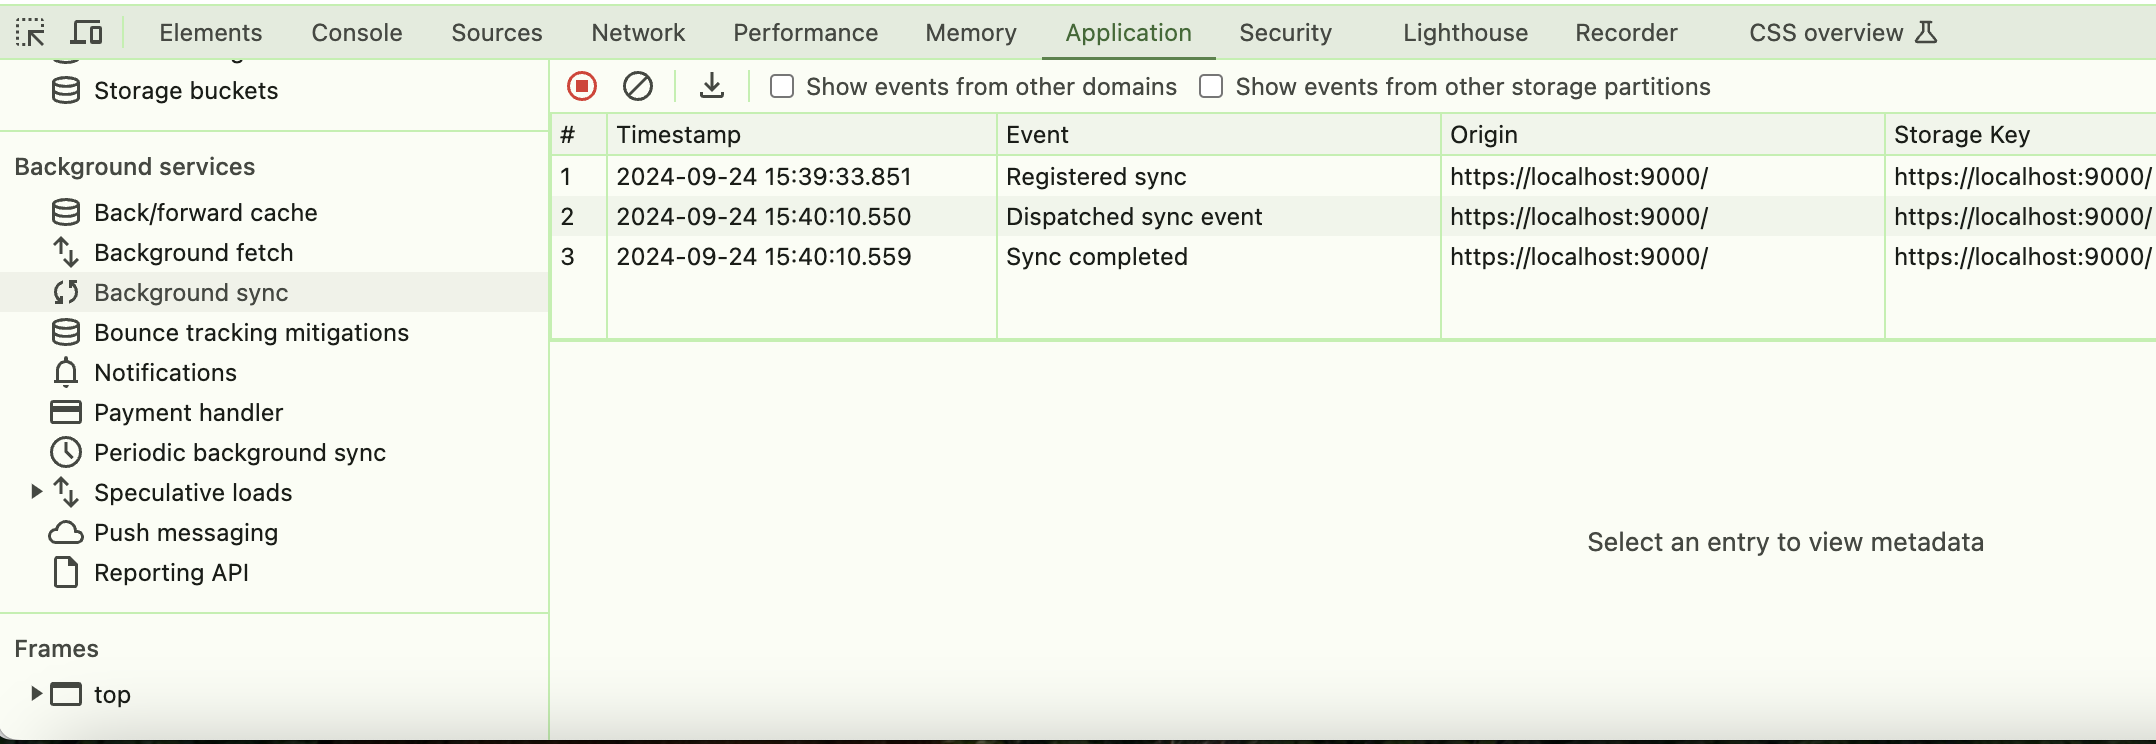 Elements Console Sources Network Performance Memory Application Security Lighthouse Recorder CSS overview
Storage buckets
Background services
Back/forward cache
Background fetch
Background sync
Bounce tracking mitigations
Notifications
Payment handler
Periodic background sync
Speculative loads
Push messaging
Reporting API
Frames
top
Show events from other domains Show events from other storage partitions
# Timestamp Event Origin Storage Key
1 2024-09-24 15:39:33.851 Registered sync https://localhost:9000/ https://localhost:9000/
2 2024-09-24 15:40:10.550 Dispatched sync event https://localhost:9000/ https://localhost:9000/
3 2024-09-24 15:40:10.559 Sync completed https://localhost:9000/ https://localhost:9000/
Select an entry to view metadata